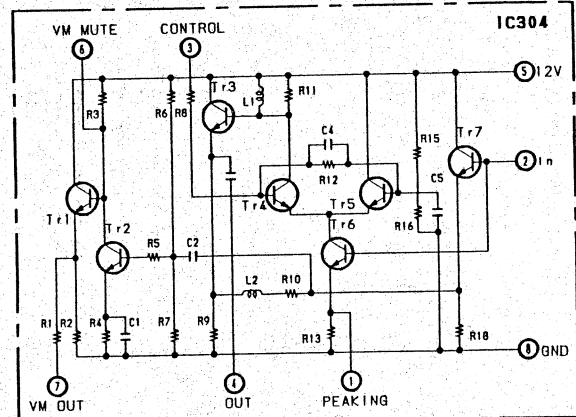 IC304
VM MUTE
CONTROL
6
3
5
12V
R3
R6
R8
Tr3
L1
R11
C4
R12
R15
Tr7
2
In
Tr1
Tr4
Tr5
C5
R16
Tr2
Tr6
R5
C2
L2
R10
R1
R2
R4
C1
R7
R9
R13
R18
8
GND
7
4
1
VM OUT
OUT
PEAKING